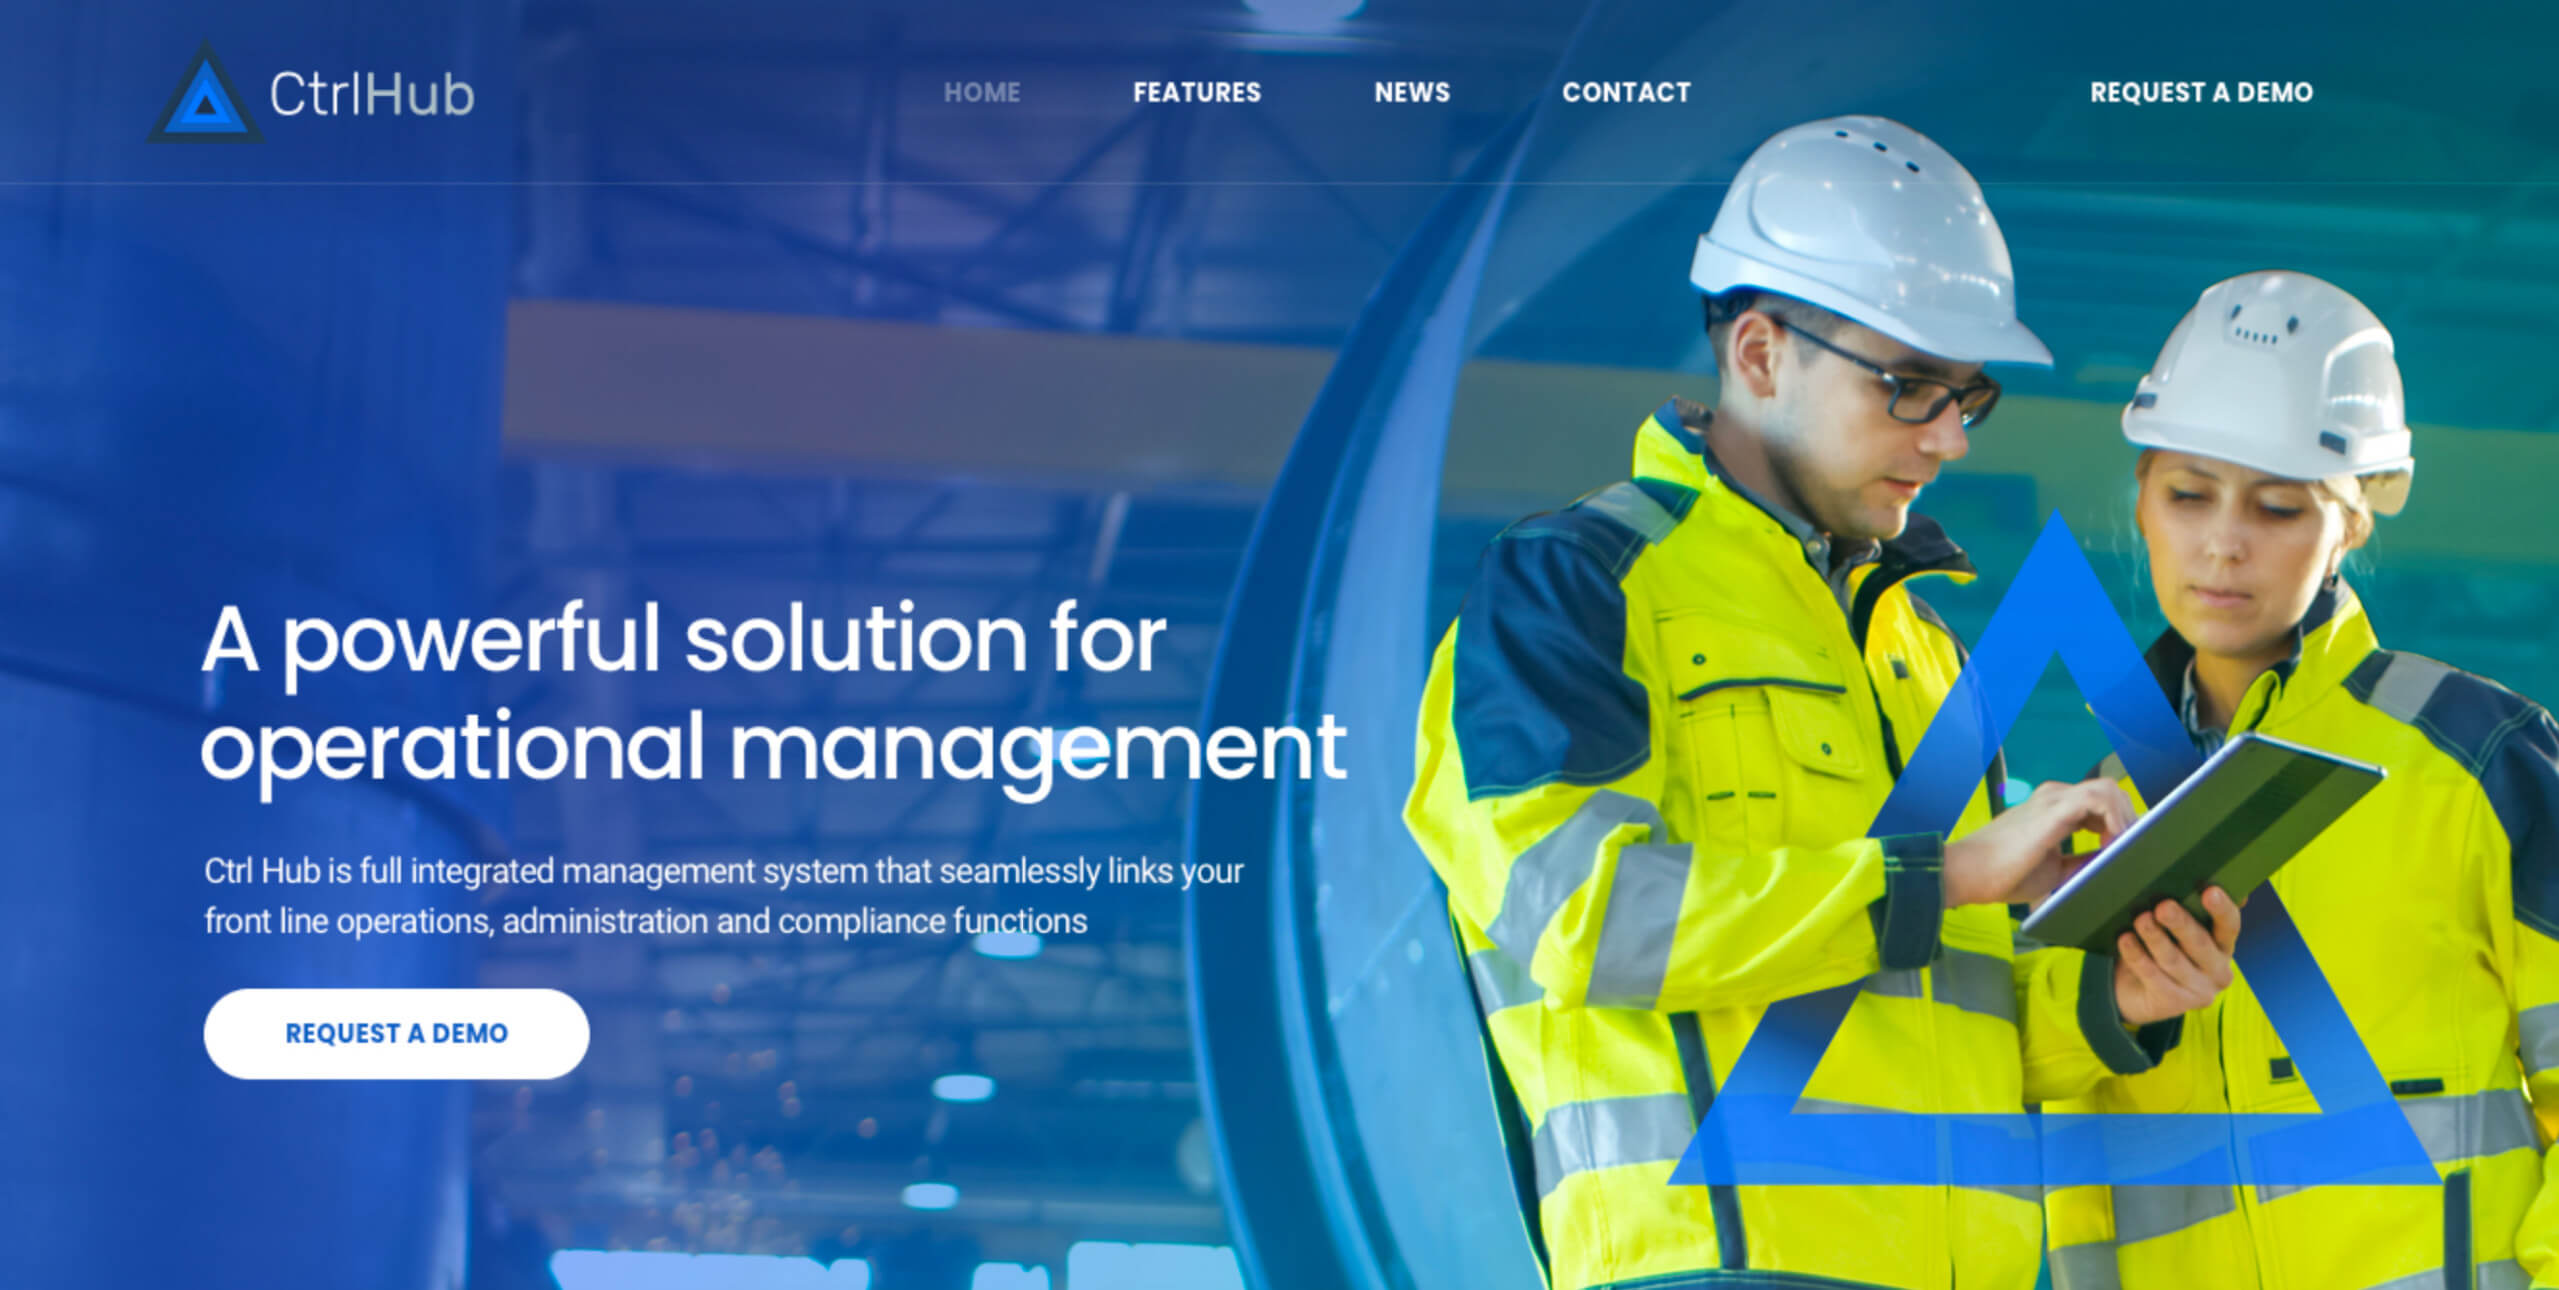 CtrlHub
HOME
FEATURES
NEWS
CONTACT
REQUEST A DEMO
A powerful solution for
operational management
Ctrl Hub is full integrated management system that seamlessly links your
front line operations, administration and compliance functions
REQUEST A DEMO